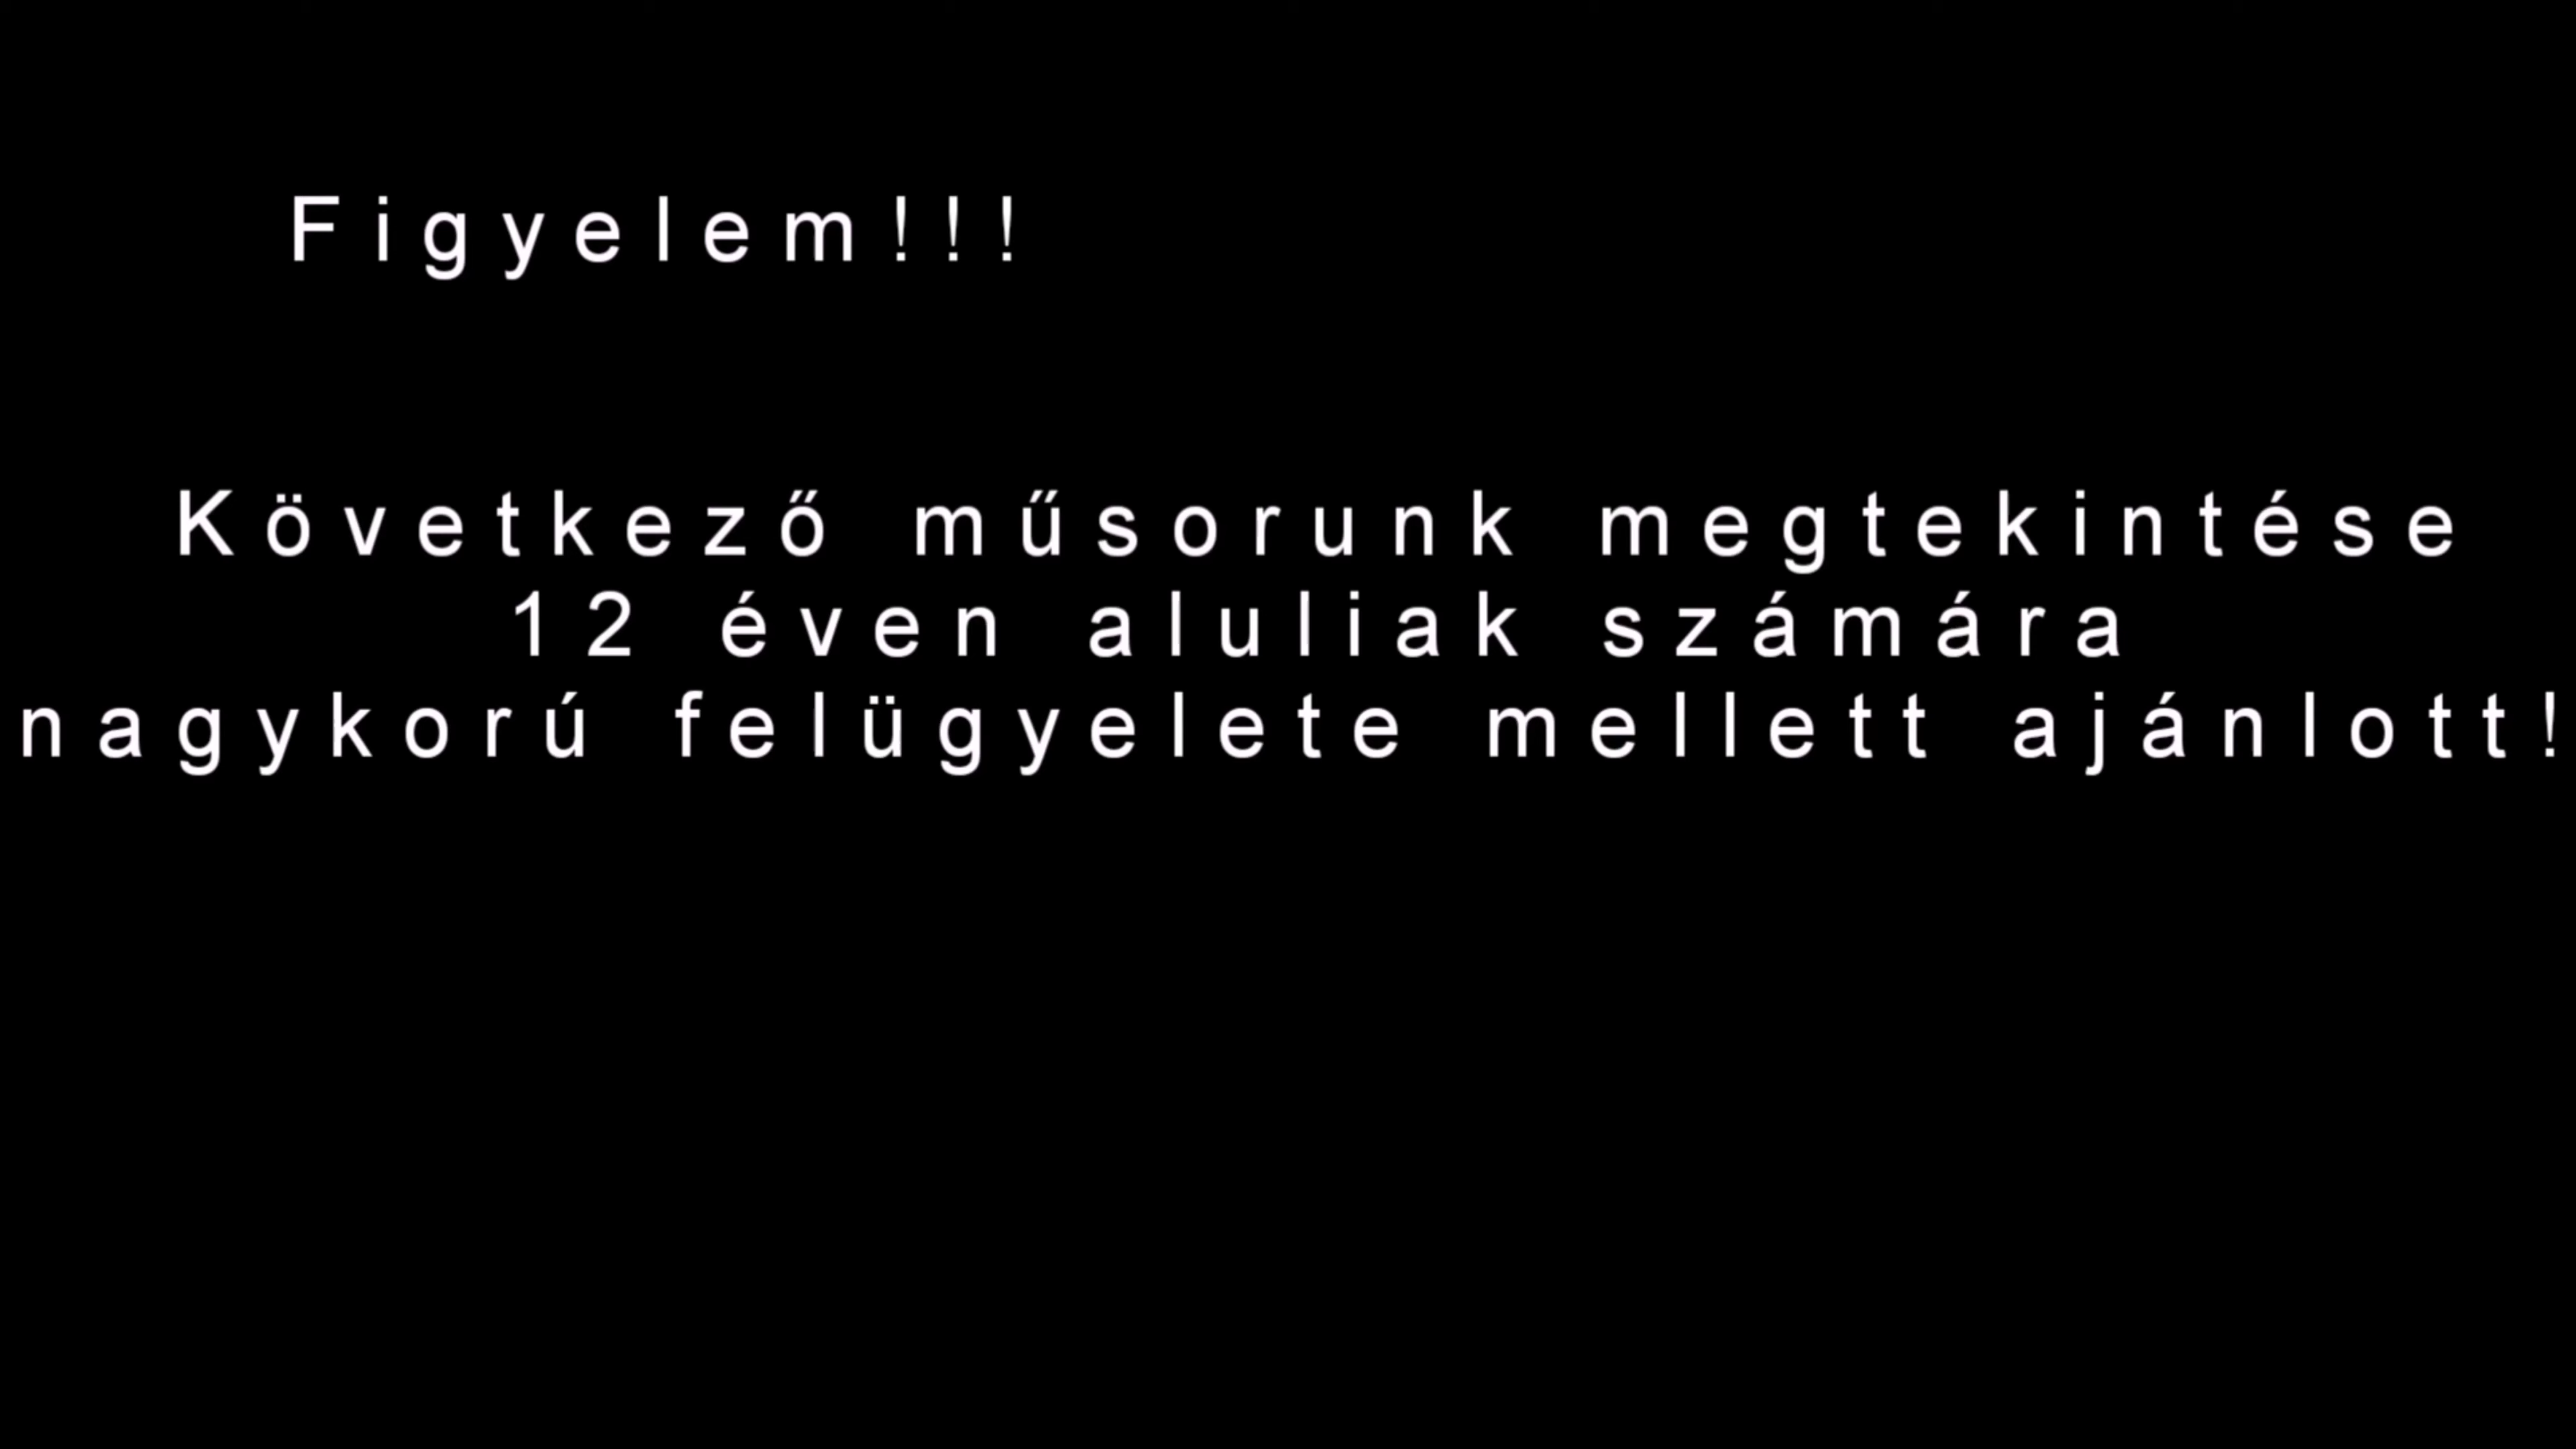 Figyelem!!!
Következő műsorunk megtekintése
12 éven aluliak számára
nagykorú felügyelete mellett ajánlott!